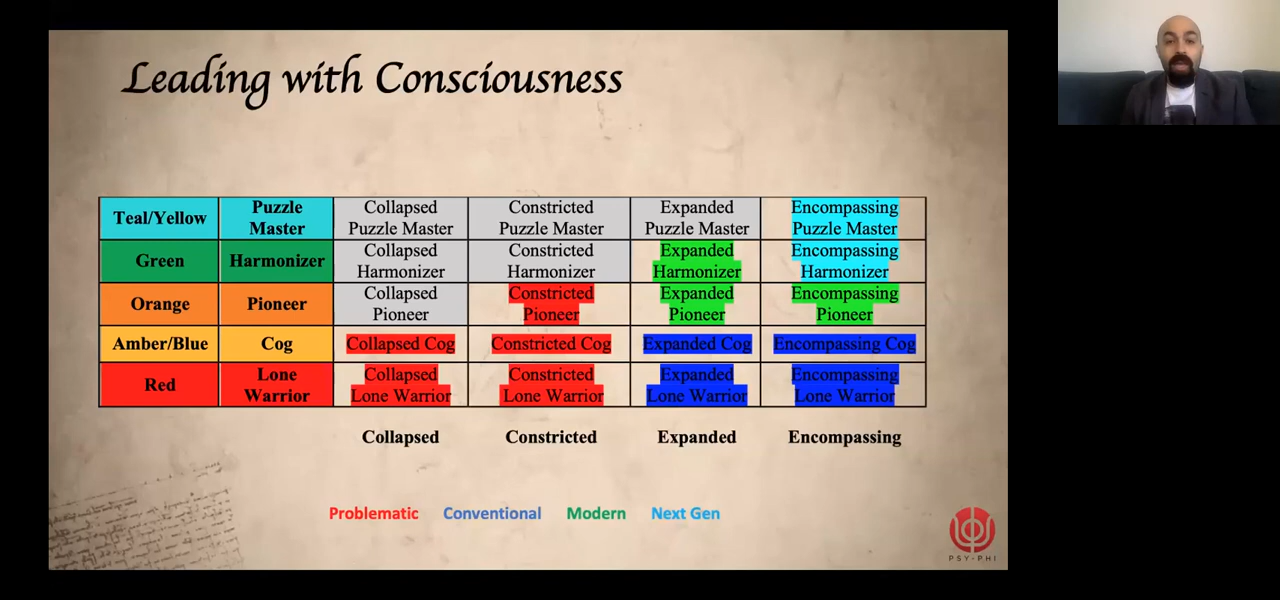 Leading with Consciousness
Teal/Yellow Puzzle Master Collapsed Puzzle Master Constricted Puzzle Master Expanded Puzzle Master Encompassing Puzzle Master
Green Harmonizer Collapsed Harmonizer Constricted Harmonizer Expanded Harmonizer Encompassing Harmonizer
Orange Pioneer Collapsed Pioneer Constricted Pioneer Expanded Pioneer Encompassing Pioneer
Amber/Blue Cog Collapsed Cog Constricted Cog Expanded Cog Encompassing Cog
Red Lone Warrior Collapsed Lone Warrior Constricted Lone Warrior Expanded Lone Warrior Encompassing Lone Warrior
Collapsed Constricted Expanded Encompassing
Problematic Conventional Modern Next Gen
PSY-PHI